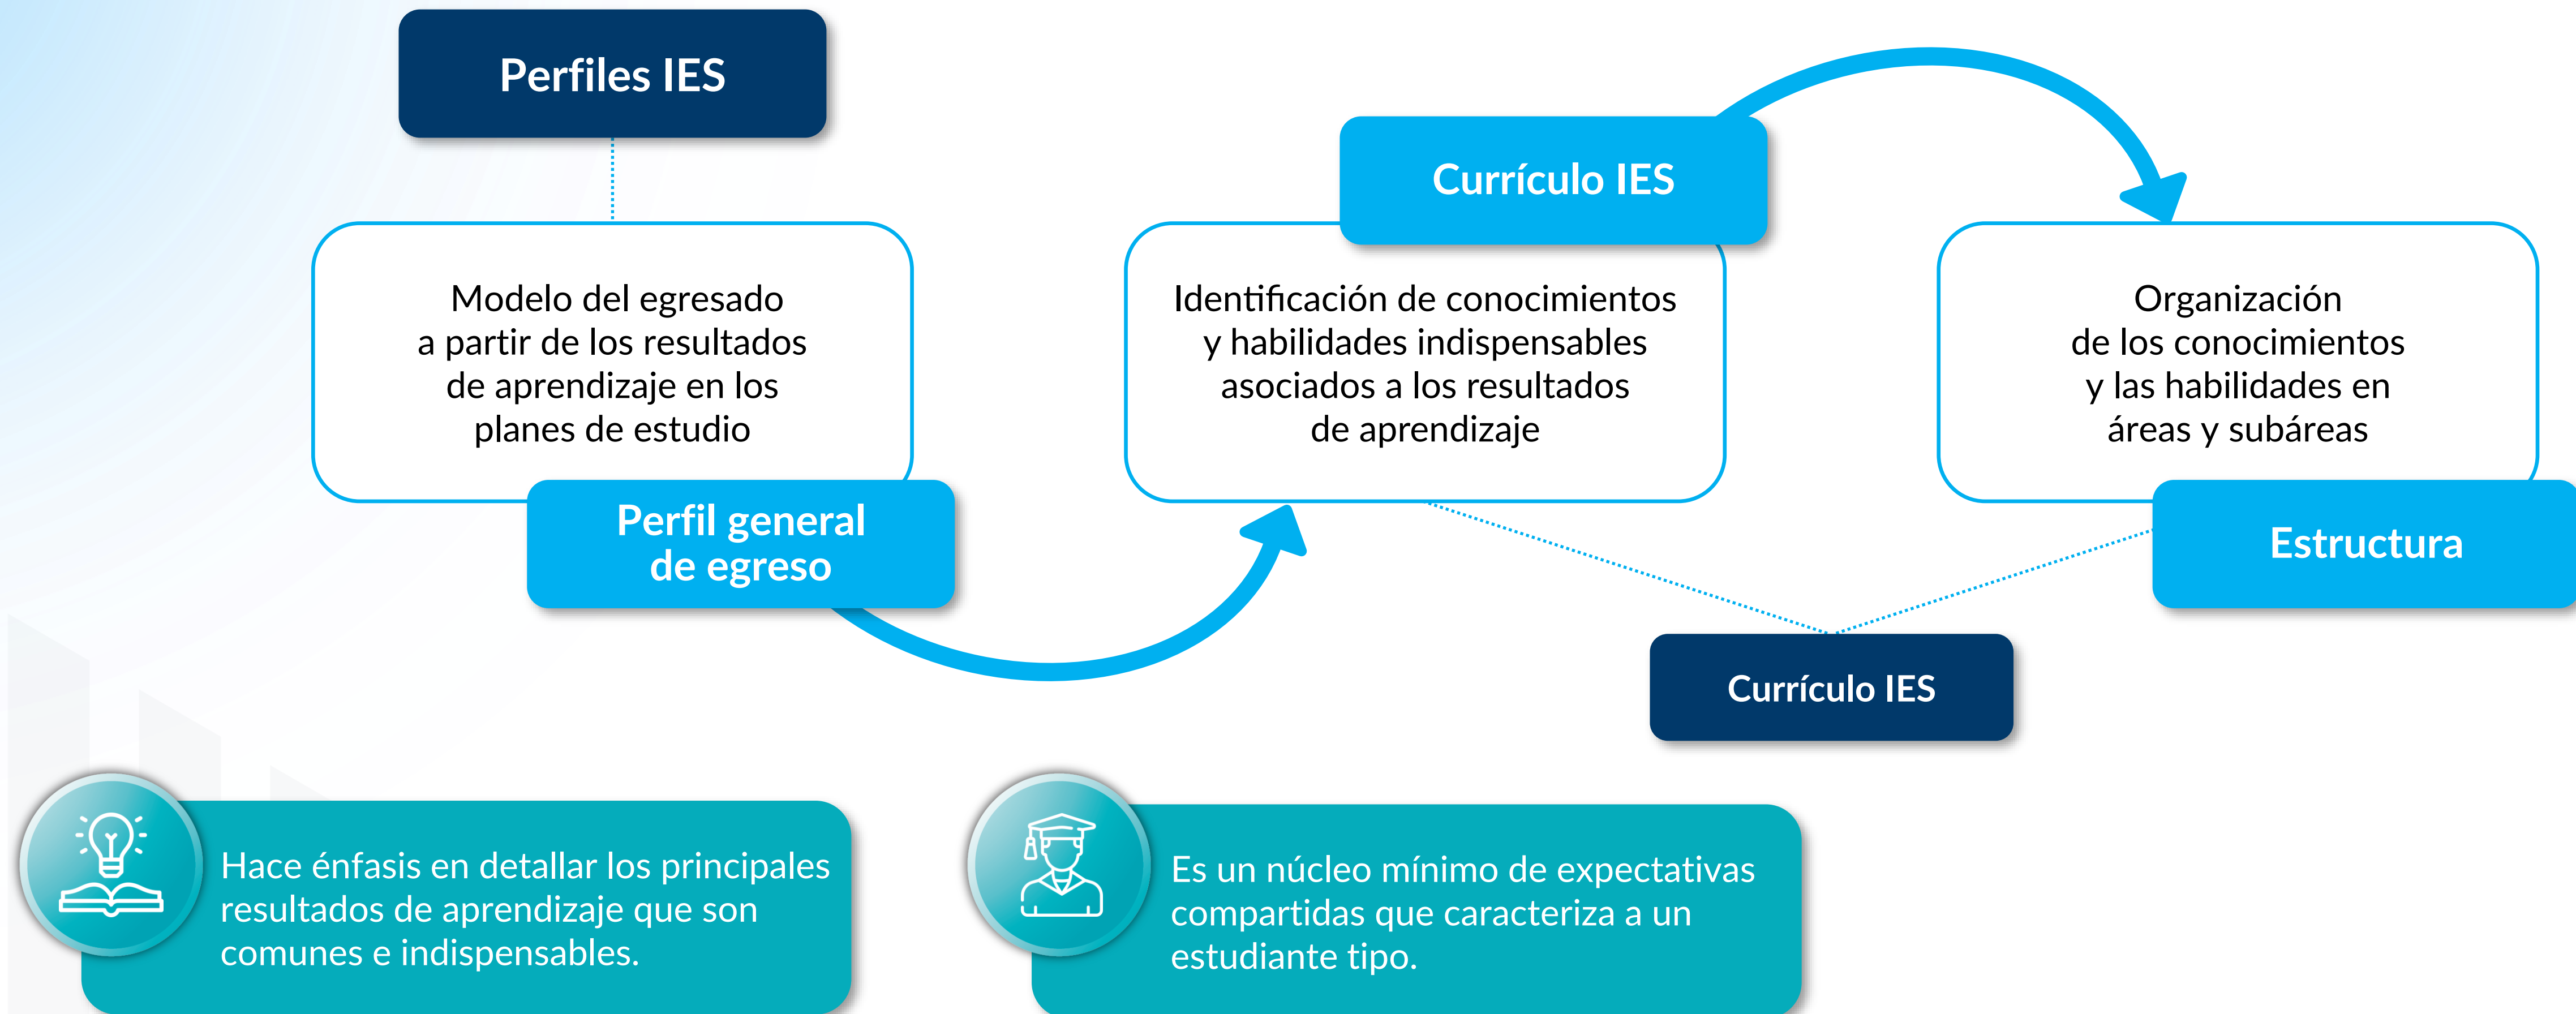 Perfiles IES
Modelo del egresado
a partir de los resultados
de aprendizaje en los
planes de estudio
Perfil general
de egreso
Currículo IES
Identificación de conocimientos
y habilidades indispensables
asociados a los resultados
de aprendizaje
Organización
de los conocimientos
y las habilidades en
áreas y subáreas
Estructura
Currículo IES
Hace énfasis en detallar los principales
resultados de aprendizaje que son
comunes e indispensables.
Es un núcleo mínimo de expectativas
compartidas que caracteriza a un
estudiante tipo.